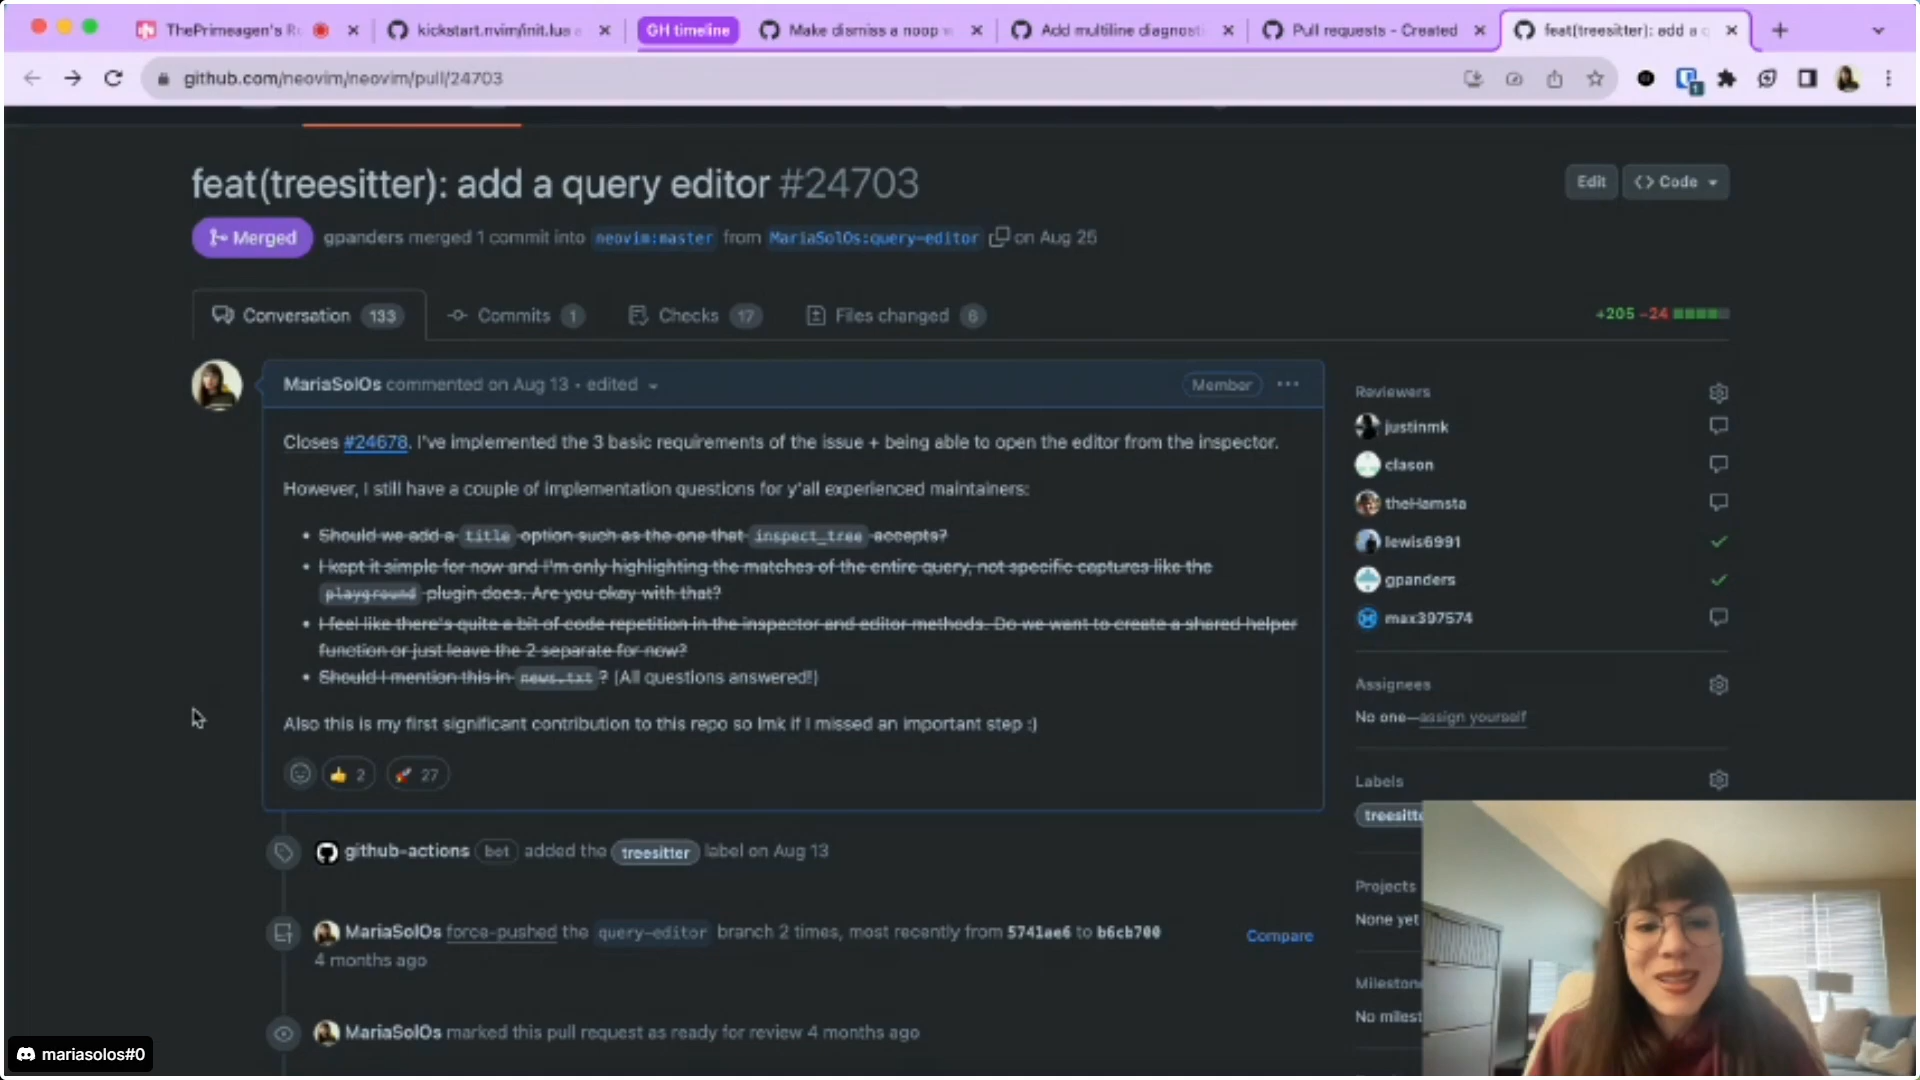 ThePrimeagen's R
kickstart.nvim/init.lua
GH timeline
Make dismiss a noop
Add multiline diagnost
Pull requests - Created
feat(treesitter): add a q
github.com/neovim/neovim/pull/24703
feat(treesitter): add a query editor #24703
Edit
<> Code
Merged
gpanders merged 1 commit into neovim:master from MariaSolOs:query-editor on Aug 25
Conversation 133
Commits 1
Checks 17
Files changed 6
+205 -24
MariaSolOs commented on Aug 13 · edited
Member
Closes #24678. I've implemented the 3 basic requirements of the issue + being able to open the editor from the inspector.
However, I still have a couple of implementation questions for y'all experienced maintainers:
• Should we add a title option such as the one that inspect_tree accepts?
• I kept it simple for now and I'm only highlighting the matches of the entire query, not specific captures like the
playground plugin does. Are you okay with that?
• I feel like there's quite a bit of code repetition in the inspector and editor methods. Do we want to create a shared helper
function or just leave the 2 separate for now?
• Should I mention this in news.txt? (All questions answered!)
Also this is my first significant contribution to this repo so lmk if I missed an important step :)
👍 2
🚀 27
github-actions bot added the treesitter label on Aug 13
MariaSolOs force-pushed the query-editor branch 2 times, most recently from 5741ae6 to b6cb700
4 months ago
Compare
MariaSolOs marked this pull request as ready for review 4 months ago
Reviewers
justinmk
clason
theHamsta
lewis6991
gpanders
max397574
Assignees
No one—assign yourself
Labels
treesitte
Projects
None yet
Mileston
No milest
mariasolos#0